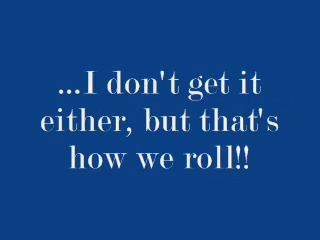 ...I don't get it
either, but that's
how we roll!!